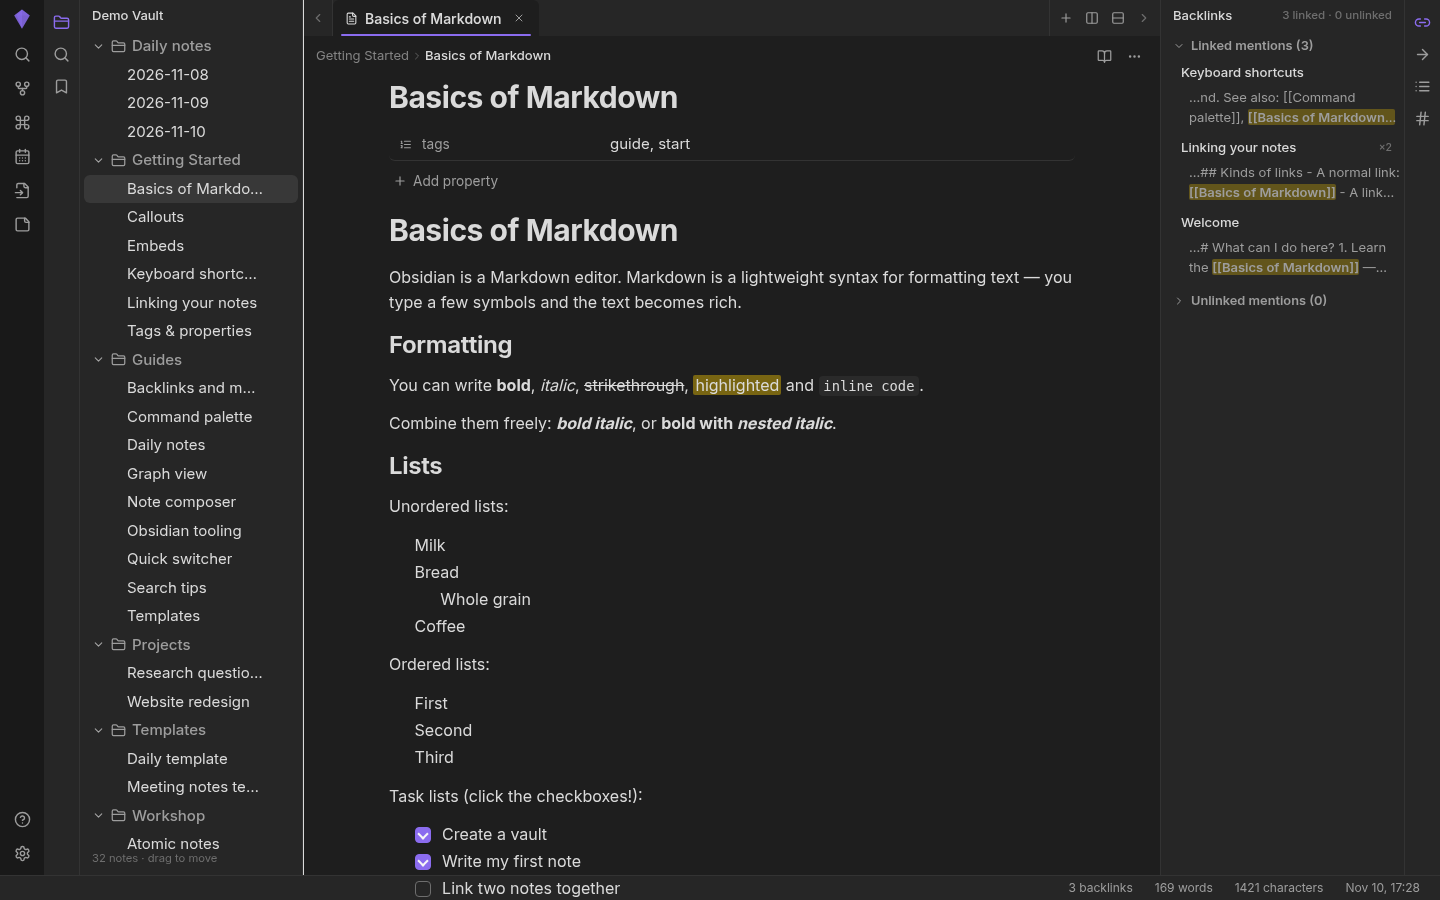 Demo Vault
Daily notes
2026-11-08
2026-11-09
2026-11-10
Getting Started
Basics of Markdo...
Callouts
Embeds
Keyboard shortc...
Linking your notes
Tags & properties
Guides
Backlinks and m...
Command palette
Daily notes
Graph view
Note composer
Obsidian tooling
Quick switcher
Search tips
Templates
Projects
Research questio...
Website redesign
Templates
Daily template
Meeting notes te...
Workshop
Atomic notes
32 notes · drag to move
Basics of Markdown
Getting Started › Basics of Markdown
Basics of Markdown
tags guide, start
Add property
Basics of Markdown
Obsidian is a Markdown editor. Markdown is a lightweight syntax for formatting text — you
type a few symbols and the text becomes rich.
Formatting
You can write bold, italic, strikethrough, highlighted and inline code.
Combine them freely: bold italic, or bold with nested italic.
Lists
Unordered lists:
Milk
Bread
Whole grain
Coffee
Ordered lists:
First
Second
Third
Task lists (click the checkboxes!):
Create a vault
Write my first note
Link two notes together
Backlinks 3 linked · 0 unlinked
Linked mentions (3)
Keyboard shortcuts
...nd. See also: [[Command
palette]], [[Basics of Markdown...
Linking your notes ×2
...## Kinds of links - A normal link:
[[Basics of Markdown]] - A link...
Welcome
...# What can I do here? 1. Learn
the [[Basics of Markdown]] —...
Unlinked mentions (0)
3 backlinks 169 words 1421 characters Nov 10, 17:28